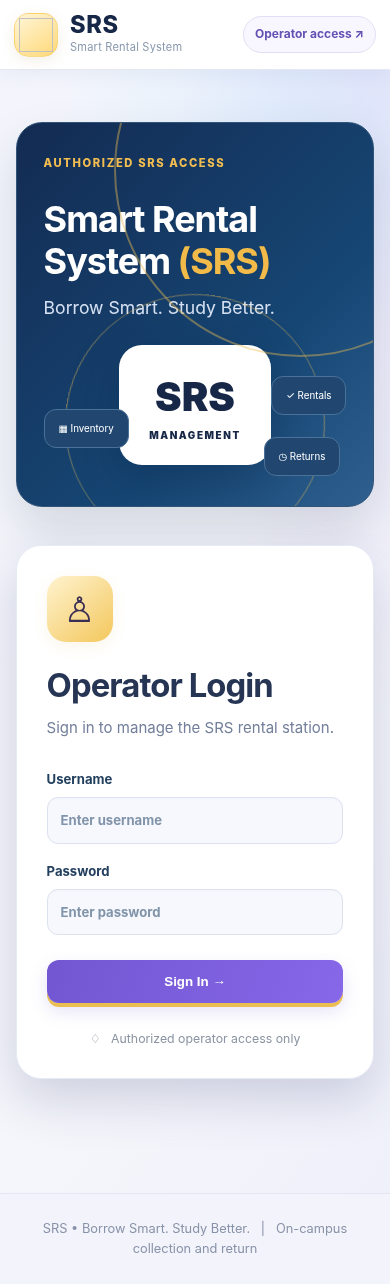 SRS
Smart Rental System
Operator access ↗
AUTHORIZED SRS ACCESS
Smart Rental
System (SRS)
Borrow Smart. Study Better.
SRS
MANAGEMENT
✓ Rentals
▦ Inventory
◷ Returns
♙
Operator Login
Sign in to manage the SRS rental station.
Username
Enter username
Password
Enter password
Sign In →
♢ Authorized operator access only
SRS • Borrow Smart. Study Better. | On-campus
collection and return